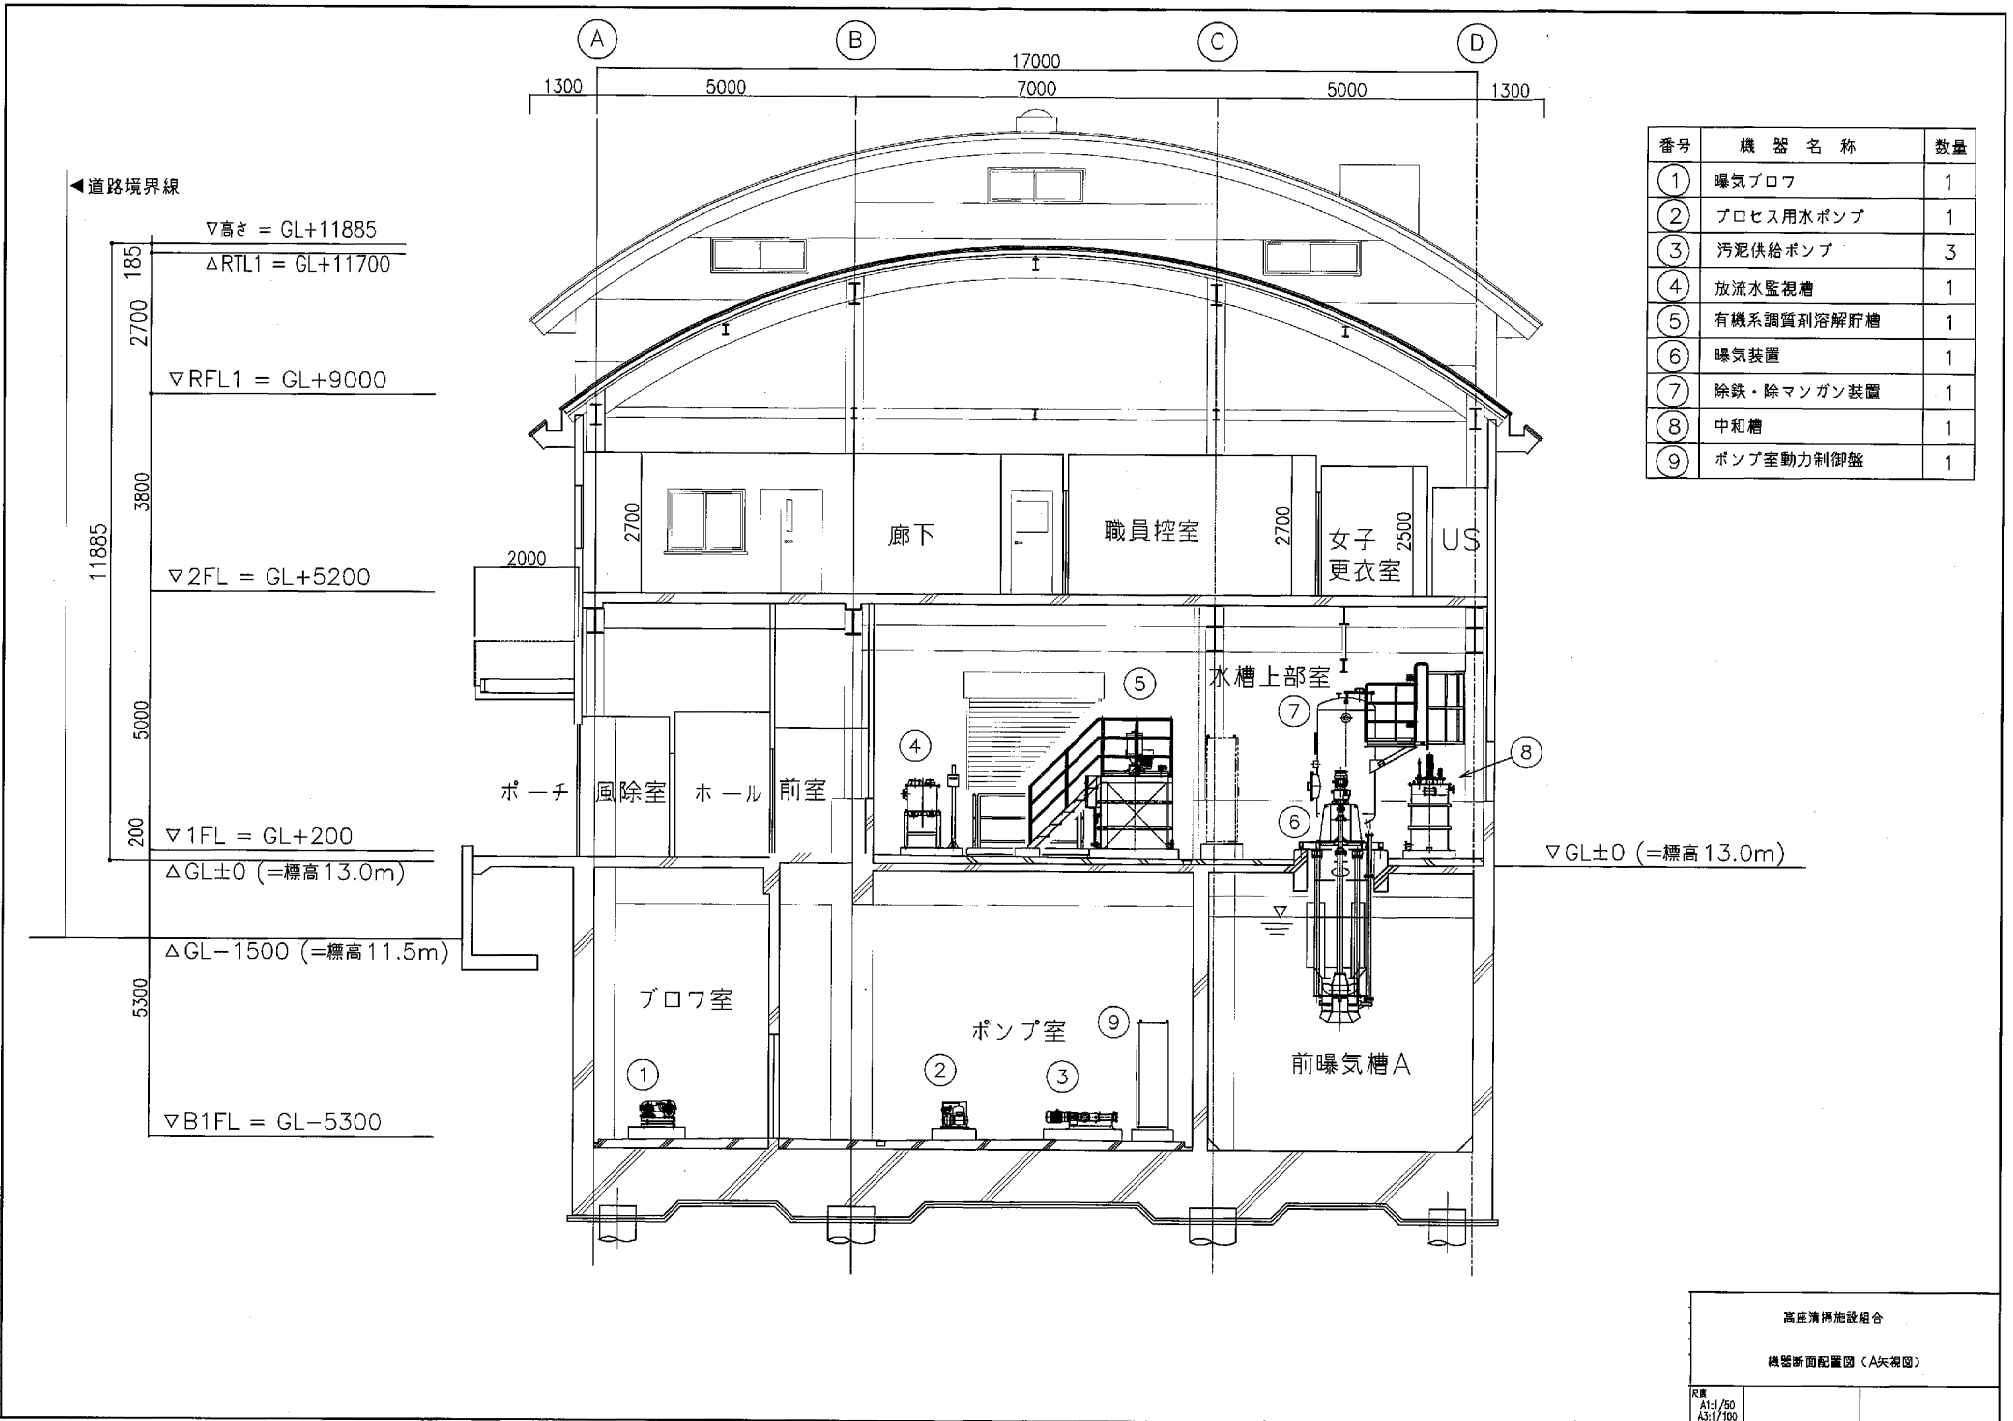 A B C D
17000
1300 5000 7000 5000 1300
番号 機器名称 数量
① 曝気ブロワ 1
② プロセス用水ポンプ 1
③ 汚泥供給ポンプ 3
④ 放流水監視槽 1
⑤ 有機系調質剤溶解貯槽 1
⑥ 曝気装置 1
⑦ 除鉄・除マンガン装置 1
⑧ 中和槽 1
⑨ ポンプ室動力制御盤 1
◀道路境界線
▽高さ = GL+11885
185
△RTL1 = GL+11700
2700
▽RFL1 = GL+9000
3800
11885
▽2FL = GL+5200
5000
▽1FL = GL+200
200
△GL±0 (=標高13.0m)
△GL-1500 (=標高11.5m)
5300
▽B1FL = GL-5300
2000
2700
廊下
職員控室
2700
女子
更衣室
2500
US
水槽上部室
④
⑤
⑦
⑧
⑥
ポーチ
風除室
ホール
前室
▽GL±0 (=標高13.0m)
▽
ブロワ室
ポンプ室
⑨
前曝気槽A
①
②
③
高座清掃施設組合
機器断面配置図(A矢視図)
尺度
A1:1/50
A3:1/100